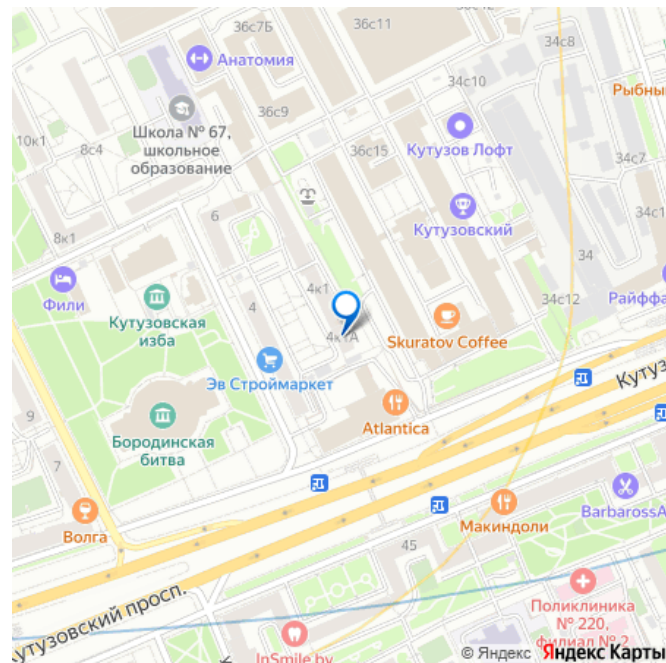 36с7Б
36с11
34с8
Анатомия
34с10
36с9
Рыбны
Школа № 67,
школьное
образование
10к1
8с4
36с15
Кутузов Лофт
34с7
6
Кутузовский
8к1
34
Фили
4к1
34с12
Райффа
Кутузовская
изба
4
4к1А
Skuratov Coffee
Эв Строймаркет
Кутуз
9
Бородинская
битва
Atlantica
7
Волга
Макиндоли
BarbarossA
45
Кутузовский просп.
Поликлиника
№ 220,
филиал № 2
InSmile.by
© Яндекс Яндекс Карты